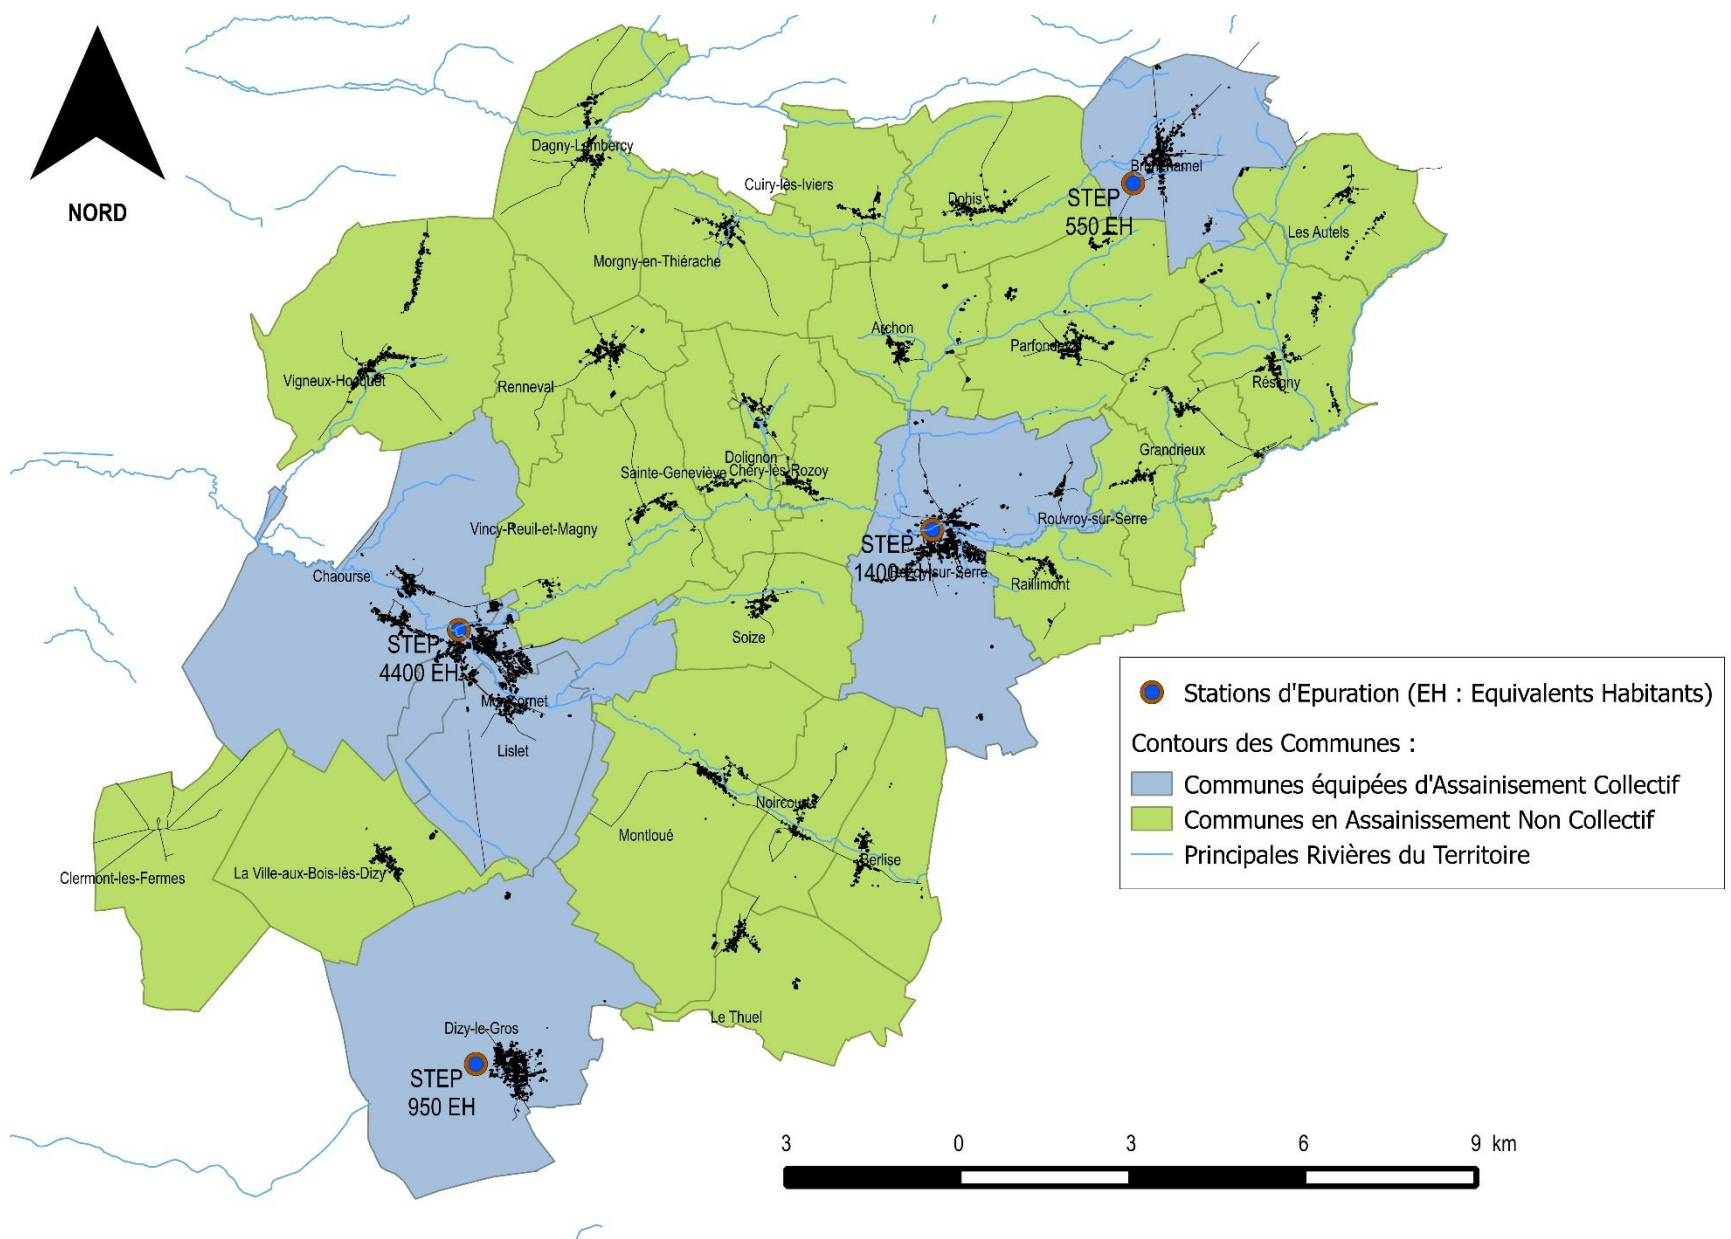 NORD
Dagny-Lambercy
Cuiry-lès-Iviers
Dohis
Brunehamel
STEP
550 EH
Les Autels
Morgny-en-Thiérache
Archon
Parfondeval
Vigneux-Hocquet
Renneval
Résigny
Grandrieux
Dolignon
Sainte-Geneviève
Chéry-lès-Rozoy
Vincy-Reuil-et-Magny
Rouvroy-sur-Serre
STEP
1400 EH
Chaourse
Raillimont
Soize
STEP
4400 EH
Montcornet
Lislet
Stations d'Epuration (EH : Equivalents Habitants)
Contours des Communes :
Communes équipées d'Assainisement Collectif
Communes en Assainissement Non Collectif
Principales Rivières du Territoire
Noircourt
Montloué
Berlise
Clermont-les-Fermes
La Ville-aux-Bois-lès-Dizy
Le Thuel
Dizy-le-Gros
STEP
950 EH
3 0 3 6 9 km